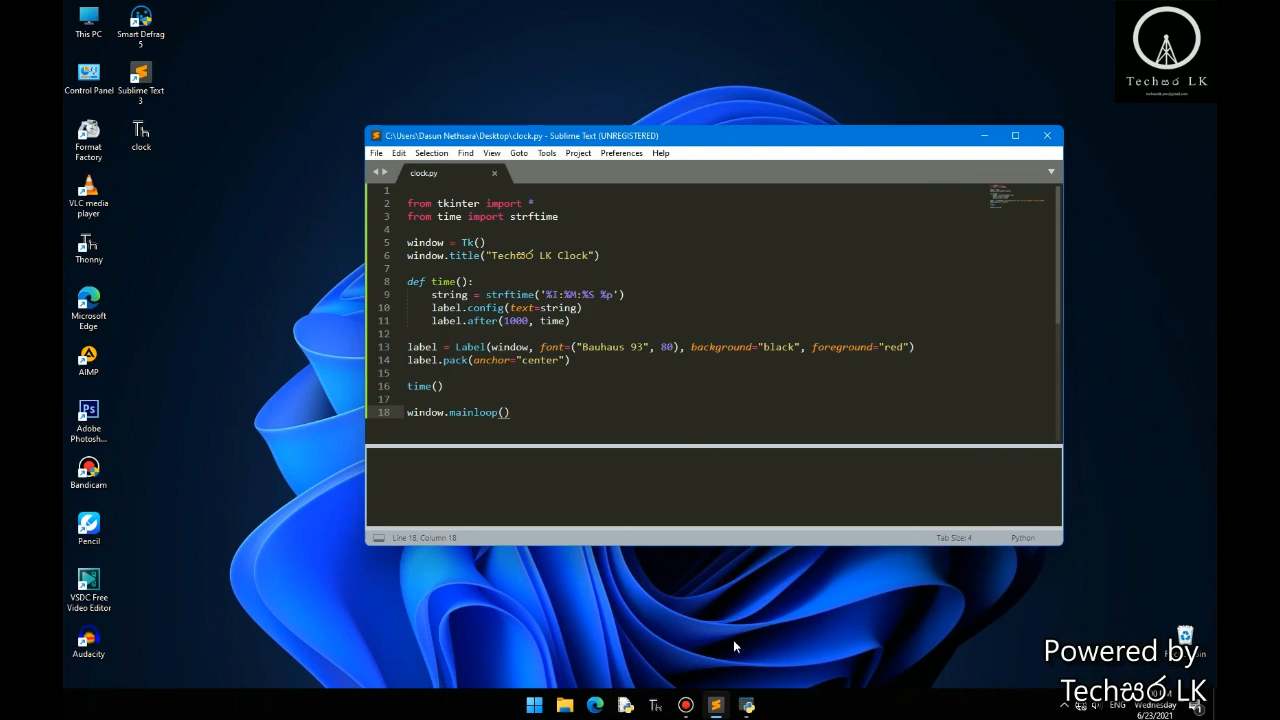 This PC
Smart Defrag
5
Control Panel
Sublime Text
3
Format
Factory
clock
VLC media
player
Thonny
Microsoft
Edge
AIMP
Adobe
Photosh...
Bandicam
Pencil
VSDC Free
Video Editor
Audacity
Techසර LK
C:\Users\Dasun Nethsara\Desktop\clock.py - Sublime Text (UNREGISTERED)
File Edit Selection Find View Goto Tools Project Preferences Help
clock.py
1
2 from tkinter import *
3 from time import strftime
4
5 window = Tk()
6 window.title("Techසර LK Clock")
7
8 def time():
9 string = strftime('%I:%M:%S %p')
10 label.config(text=string)
11 label.after(1000, time)
12
13 label = Label(window, font=("Bauhaus 93", 80), background="black", foreground="red")
14 label.pack(anchor="center")
15
16 time()
17
18 window.mainloop()
Line 18, Column 18 Tab Size: 4 Python
Powered by
Techසර LK
ENG
Wednesday
6/23/2021